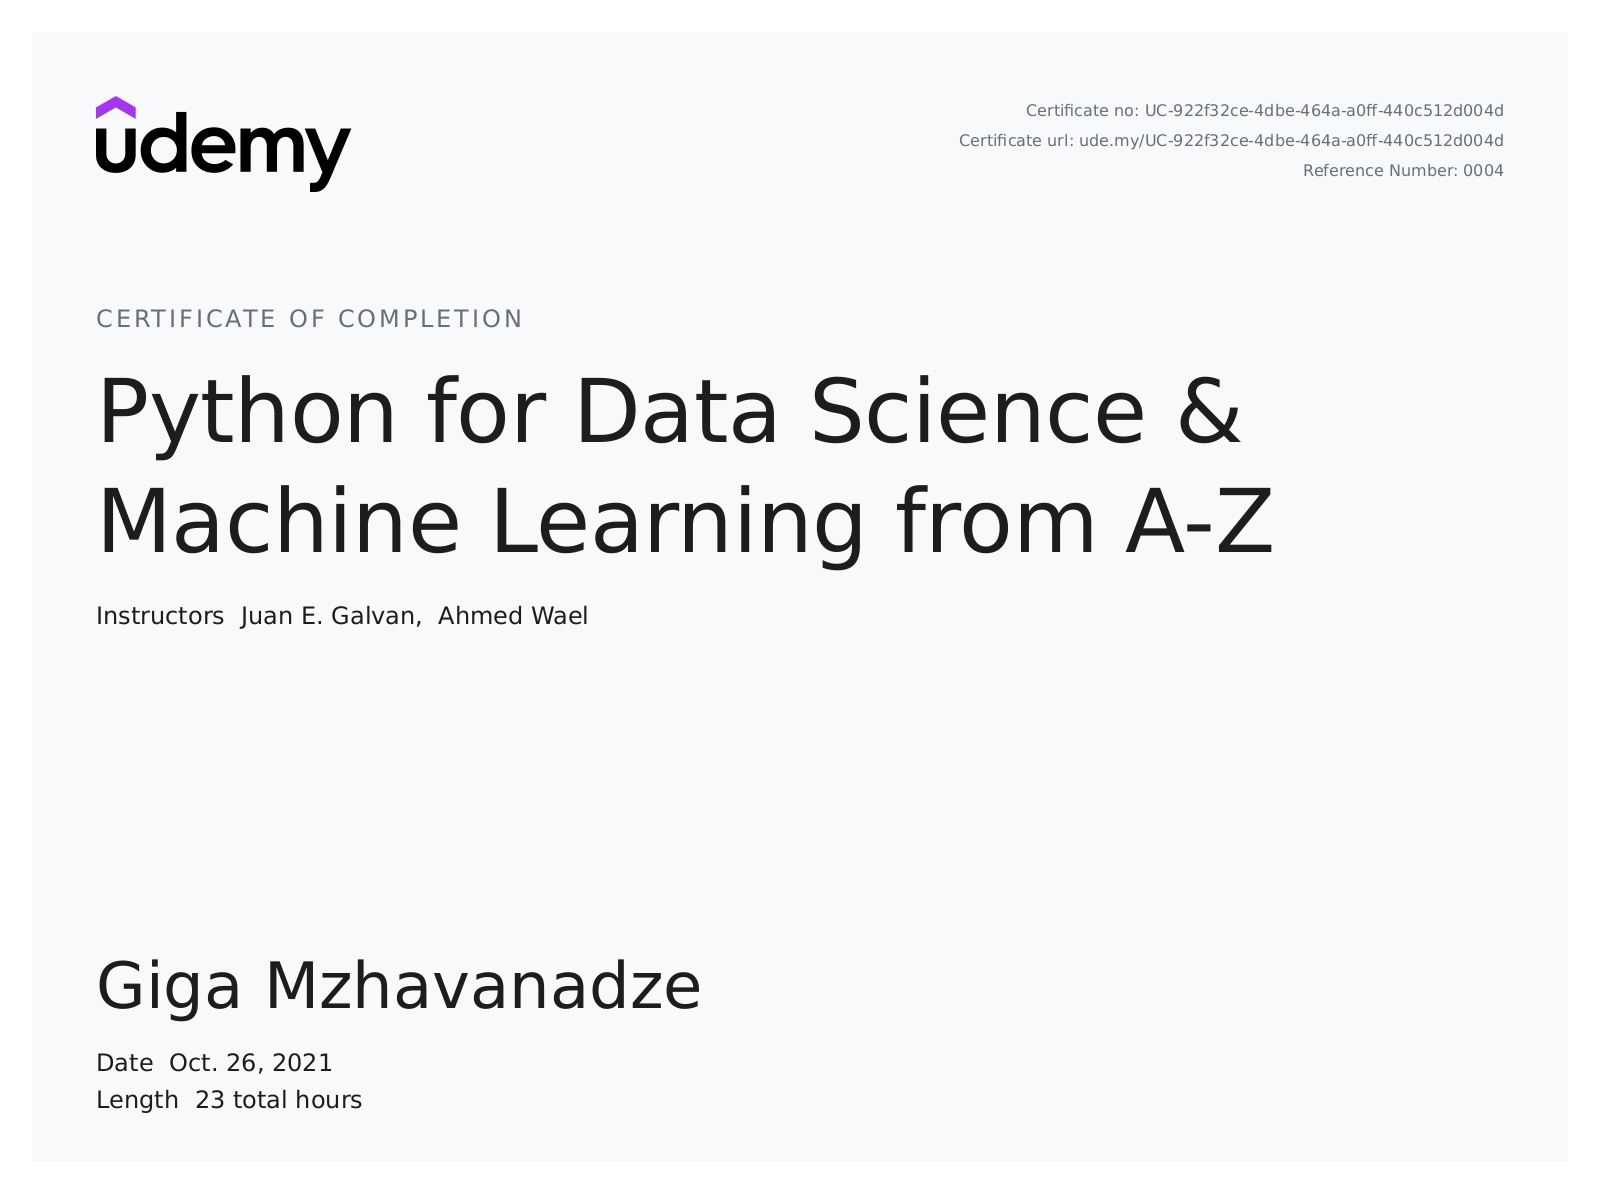 udemy
Certificate no: UC-922f32ce-4dbe-464a-a0ff-440c512d004d
Certificate url: ude.my/UC-922f32ce-4dbe-464a-a0ff-440c512d004d
Reference Number: 0004
CERTIFICATE OF COMPLETION
Python for Data Science &
Machine Learning from A-Z
Instructors Juan E. Galvan, Ahmed Wael
Giga Mzhavanadze
Date Oct. 26, 2021
Length 23 total hours